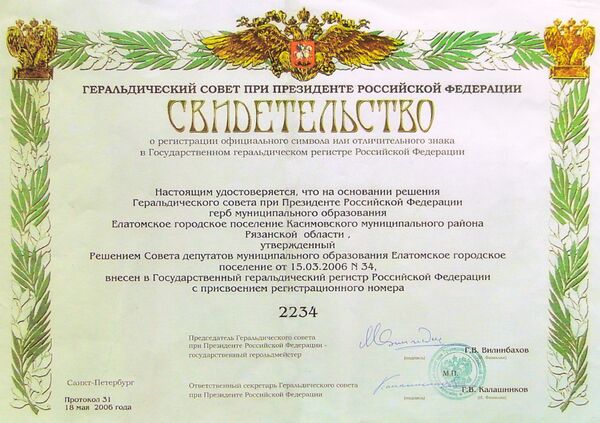 ГЕРАЛЬДИЧЕСКИЙ СОВЕТ ПРИ ПРЕЗИДЕНТЕ РОССИЙСКОЙ ФЕДЕРАЦИИ
СВИДЕТЕЛЬСТВО
о регистрации официального символа или отличительного знака
в Государственном геральдическом регистре Российской Федерации
Настоящим удостоверяется, что на основании решения
Геральдического совета при Президенте Российской Федерации
герб муниципального образования
Елатомское городское поселение Касимовского муниципального района
Рязанской области ,
утвержденный
Решением Совета депутатов муниципального образования Елатомское городское
поселение от 15.03.2006 N 34,
внесен в Государственный геральдический регистр Российской Федерации
с присвоением регистрационного номера
2234
Председатель Геральдического совета
при Президенте Российской Федерации -
государственный герольдмейстер
Г.В. Вилинбахов
(подпись)
(И. Фамилия)
М.П.
Санкт-Петербург
Ответственный секретарь Геральдического совета
при Президенте Российской Федерации
Г.В. Калашников
(подпись)
(И. Фамилия)
Протокол 31
18 мая 2006 года